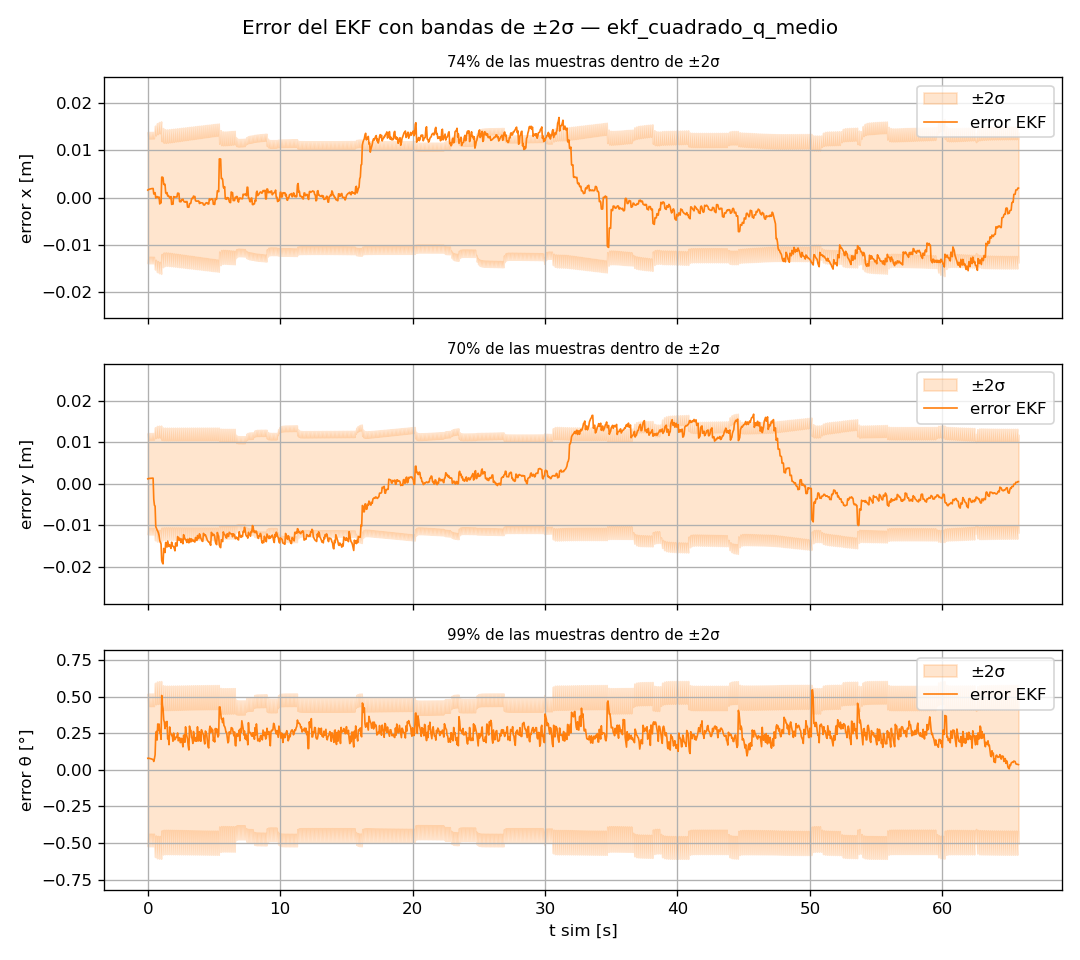 Error del EKF con bandas de ±2σ — ekf_cuadrado_q_medio
74% de las muestras dentro de ±2σ
0.02
0.01
0.00
−0.01
−0.02
error x [m]
±2σ
error EKF
70% de las muestras dentro de ±2σ
0.02
0.01
0.00
−0.01
−0.02
error y [m]
±2σ
error EKF
99% de las muestras dentro de ±2σ
0.75
0.50
0.25
0.00
−0.25
−0.50
−0.75
error θ [°]
±2σ
error EKF
0 10 20 30 40 50 60
t sim [s]